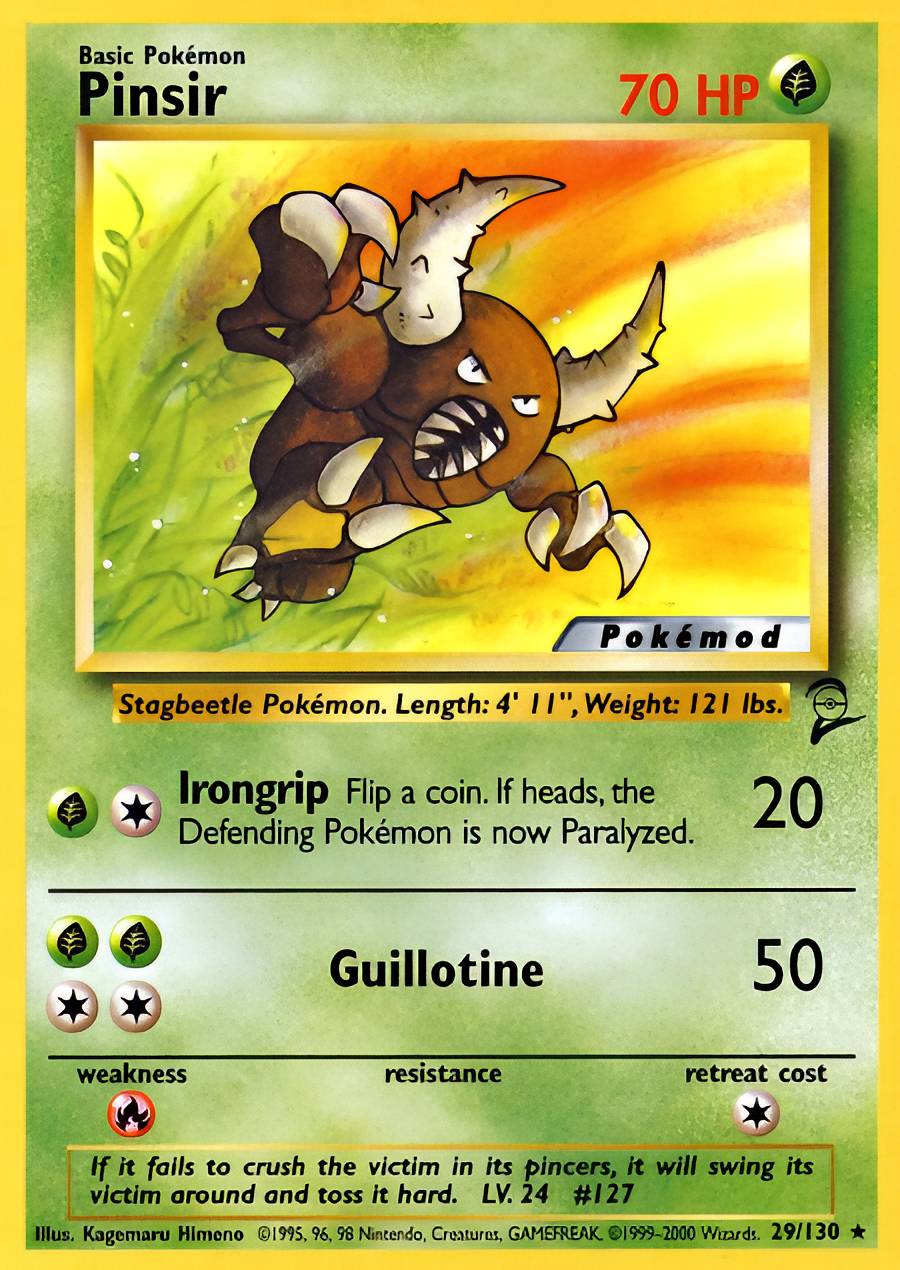 Basic Pokémon
Pinsir
70 HP
Pokémod
Stagbeetle Pokémon. Length: 4' 11", Weight: 121 lbs.
Irongrip Flip a coin. If heads, the
Defending Pokémon is now Paralyzed.
20
Guillotine
50
weakness
resistance
retreat cost
If it fails to crush the victim in its pincers, it will swing its
victim around and toss it hard. LV. 24 #127
Illus. Kagemaru Himeno ©1995, 96, 98 Nintendo, Creatures, GAMEFREAK. ©1999-2000 Wizards. 29/130 ★